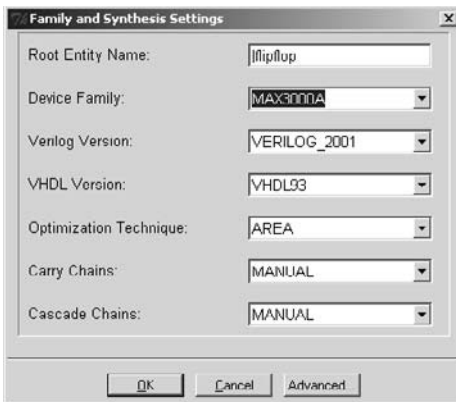 Family and Synthesis Settings
Root Entity Name:
flipflop
Device Family:
MAX3000A
Verilog Version:
VERILOG_2001
VHDL Version:
VHDL93
Optimization Technique:
AREA
Carry Chains:
MANUAL
Cascade Chains:
MANUAL
OK
Cancel
Advanced